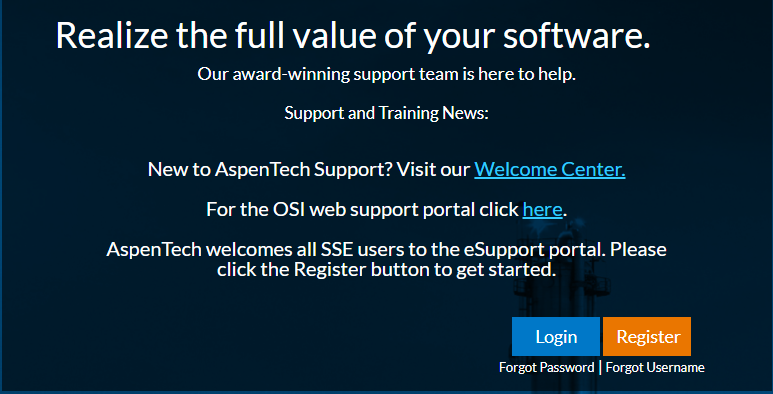 Realize the full value of your software.
Our award-winning support team is here to help.
Support and Training News:
New to AspenTech Support? Visit our Welcome Center.
For the OSI web support portal click here.
AspenTech welcomes all SSE users to the eSupport portal. Please
click the Register button to get started.
Login Register
Forgot Password | Forgot Username